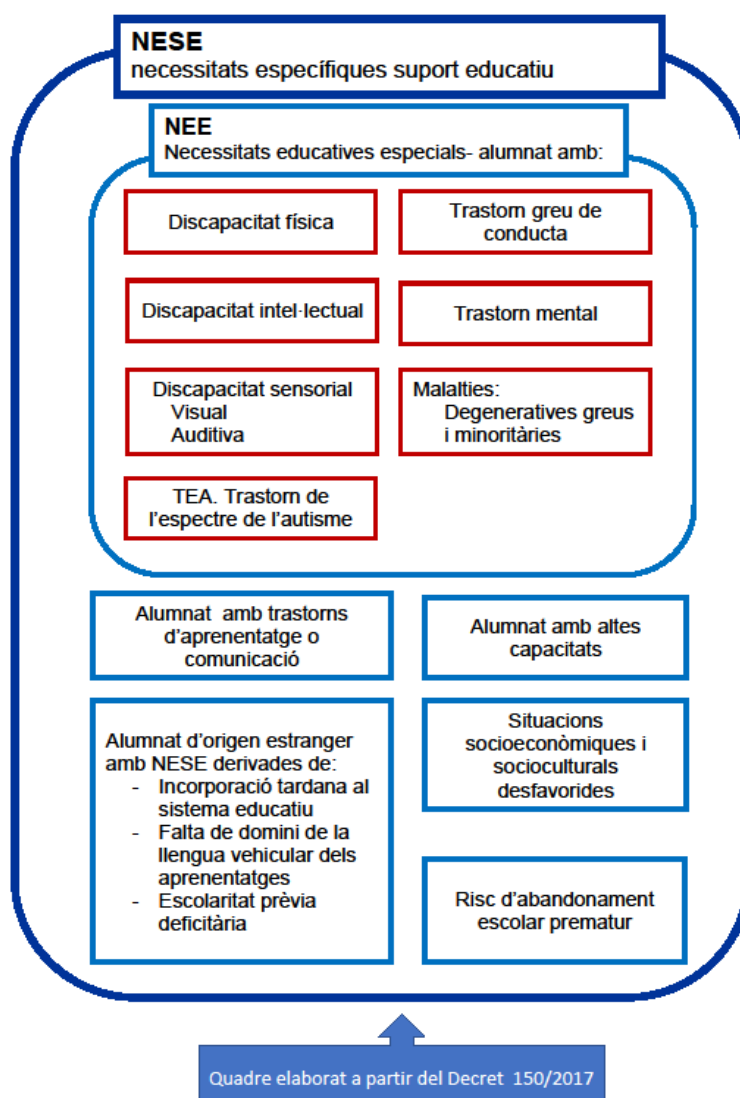 NESE
necessitats específiques suport educatiu
NEE
Necessitats educatives especials- alumnat amb:
Discapacitat física
Trastorn greu de
conducta
Discapacitat intel·lectual
Trastorn mental
Discapacitat sensorial
Visual
Auditiva
Malalties:
Degeneratives greus
i minoritàries
TEA. Trastorn de
l’espectre de l’autisme
Alumnat amb trastorns
d’aprenentatge o
comunicació
Alumnat amb altes
capacitats
Alumnat d’origen estranger
amb NESE derivades de:
- Incorporació tardana al
sistema educatiu
- Falta de domini de la
llengua vehicular dels
aprenentatges
- Escolaritat prèvia
deficitària
Situacions
socioeconòmiques i
socioculturals
desfavorides
Risc d’abandonament
escolar prematur
Quadre elaborat a partir del Decret 150/2017